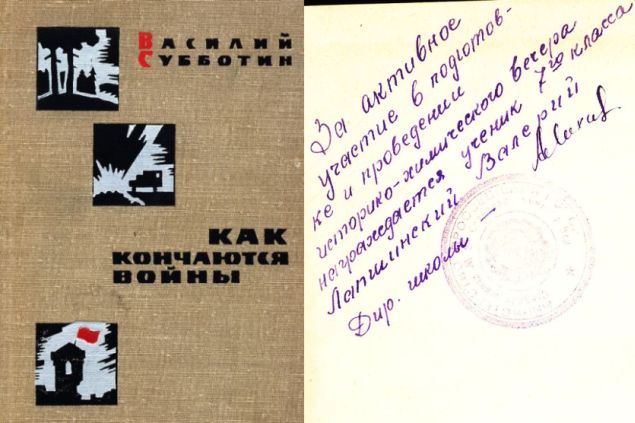 Василий
Субботин
Как
кончаются
войны
За активное
участие в подготов-
ке и проведении
историко-химического вечера
награждается ученик 7го класса
Лапшинский Валерий
Дир. школы –